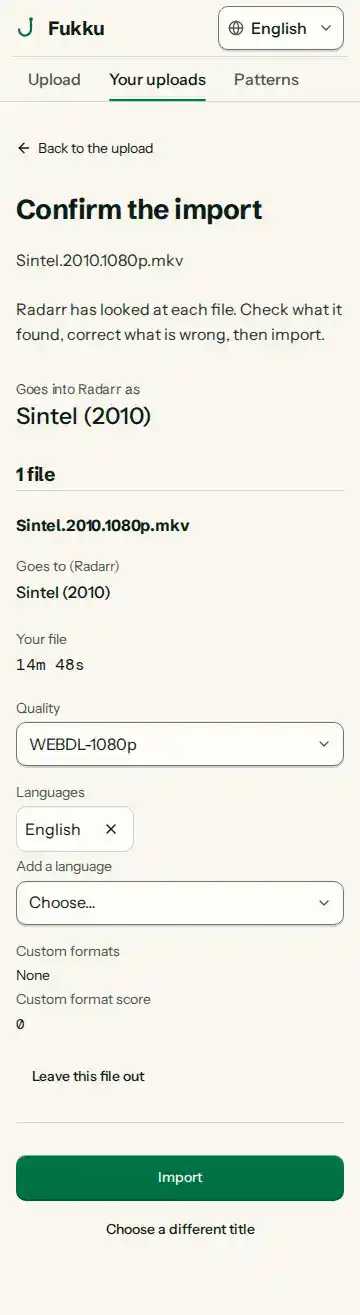 Fukku
English
Upload
Your uploads
Patterns
Back to the upload
Confirm the import
Sintel.2010.1080p.mkv
Radarr has looked at each file. Check what it
found, correct what is wrong, then import.
Goes into Radarr as
Sintel (2010)
1 file
Sintel.2010.1080p.mkv
Goes to (Radarr)
Sintel (2010)
Your file
14m 48s
Quality
WEBDL-1080p
Languages
English
Add a language
Choose...
Custom formats
None
Custom format score
0
Leave this file out
Import
Choose a different title